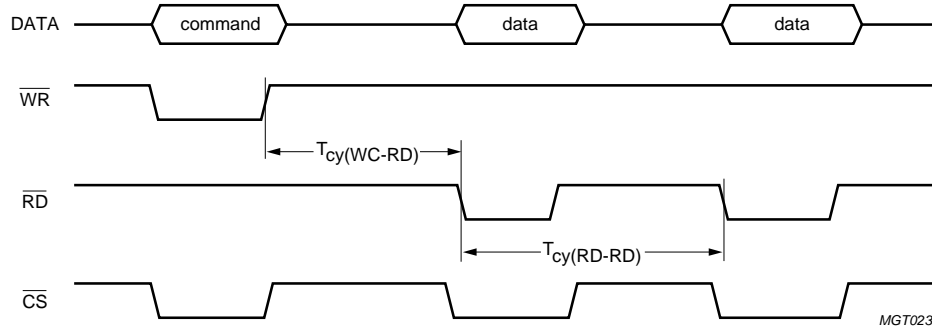 DATA command data data
WR
Tcy(WC-RD)
RD
Tcy(RD-RD)
CS
MGT023